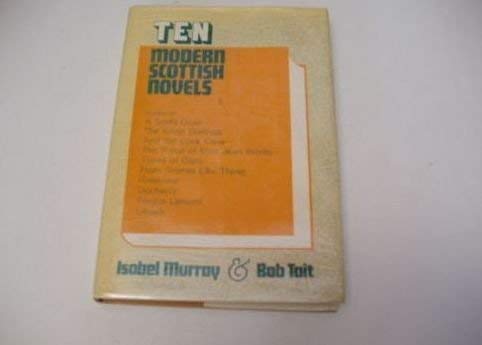 TEN
MODERN
SCOTTISH
NOVELS
A Scots Quair
The Silver Darlings
And the Cock Crew
The Prime of Miss Jean Brodie
Tunes of Glory
From Scenes Like These
Greenvoe
Docherty
Fergus Lamont
Lanark
Isobel Murray & Bob Tait